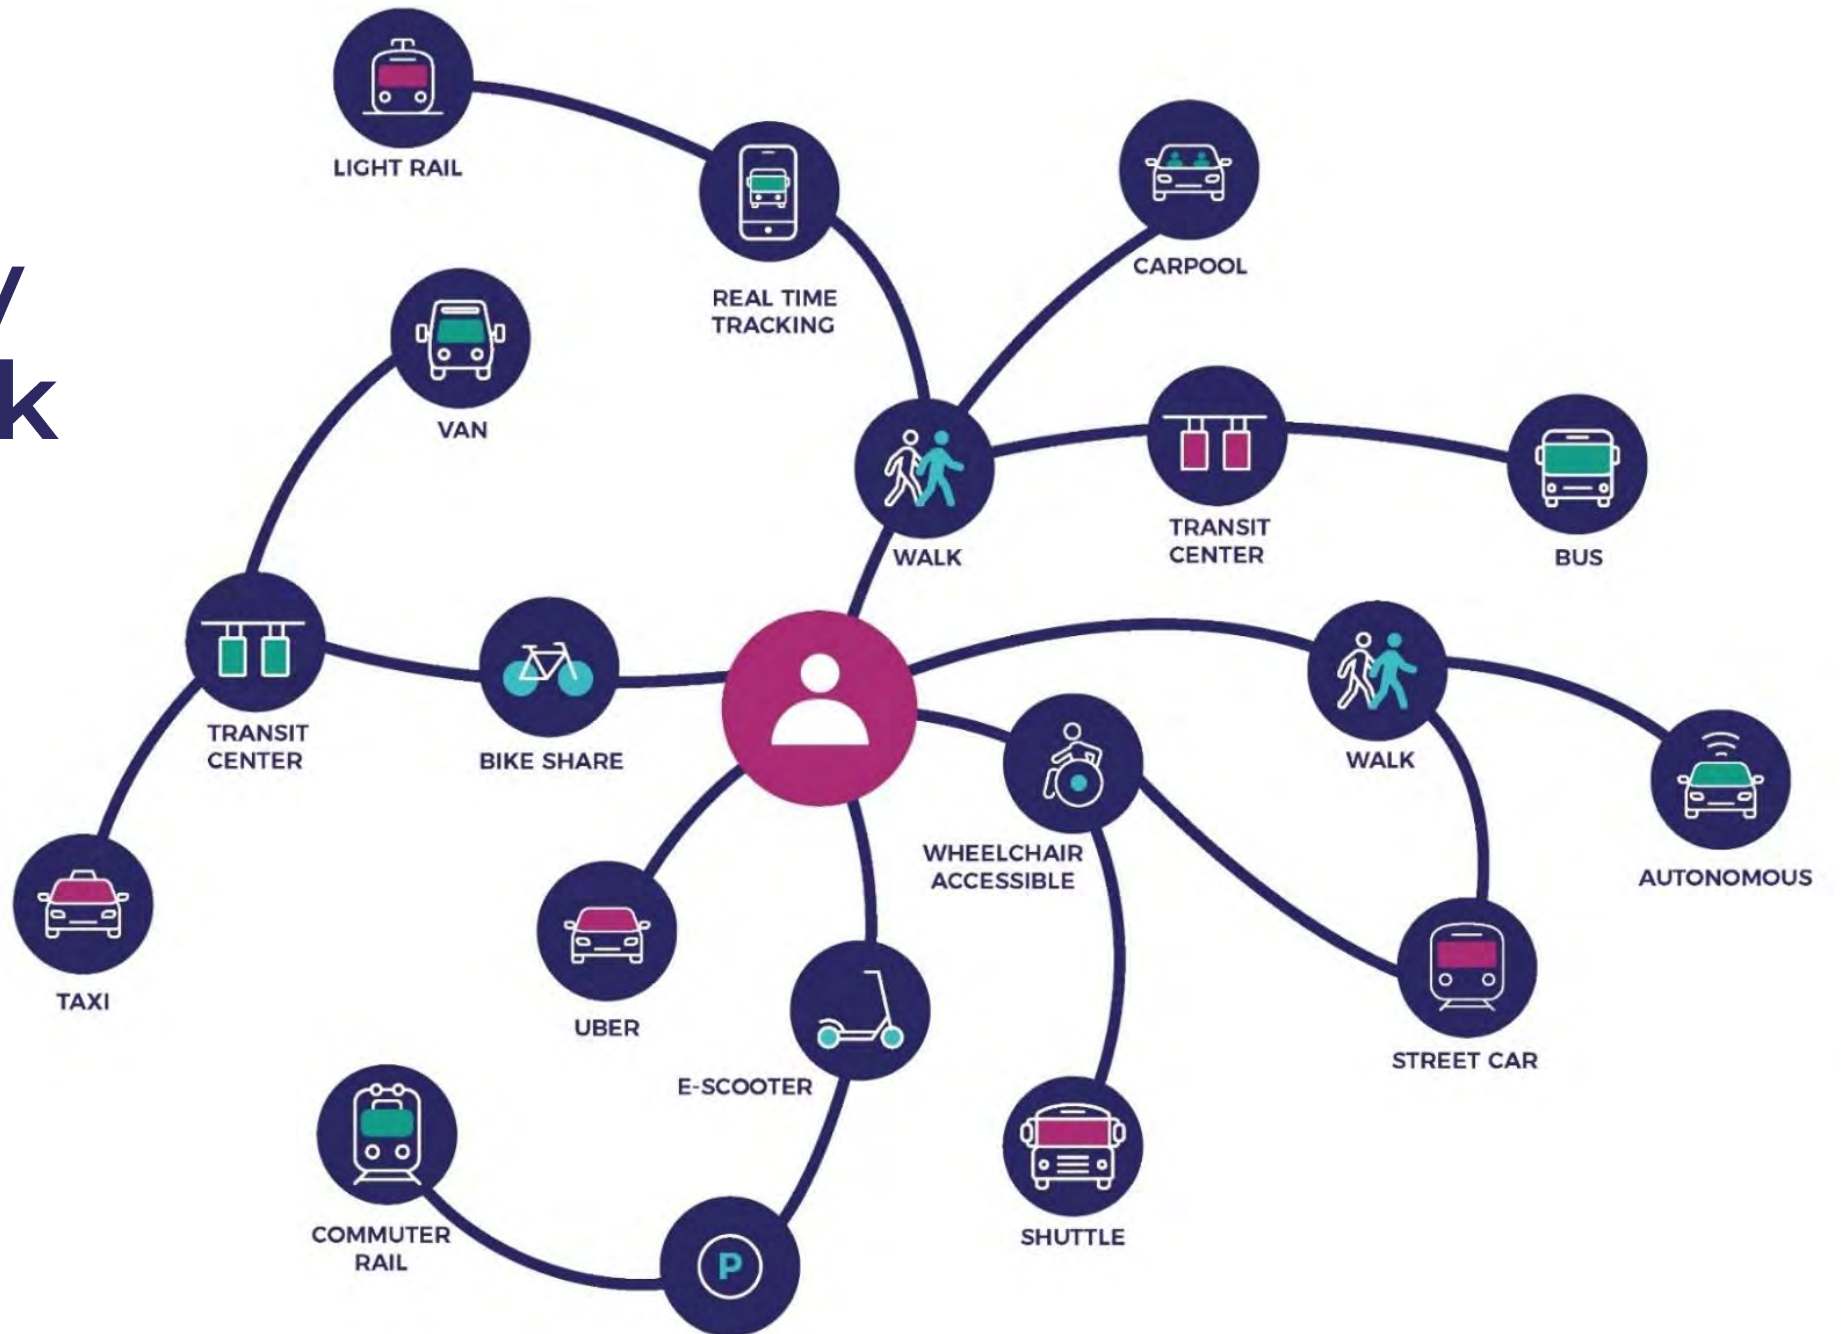 LIGHT RAIL
CARPOOL
REAL TIME
TRACKING
VAN
k
WALK
TRANSIT
CENTER
BUS
TRANSIT
CENTER
BIKE SHARE
WALK
WHEELCHAIR
ACCESSIBLE
AUTONOMOUS
TAXI
UBER
STREET CAR
E-SCOOTER
COMMUTER
RAIL
SHUTTLE
P